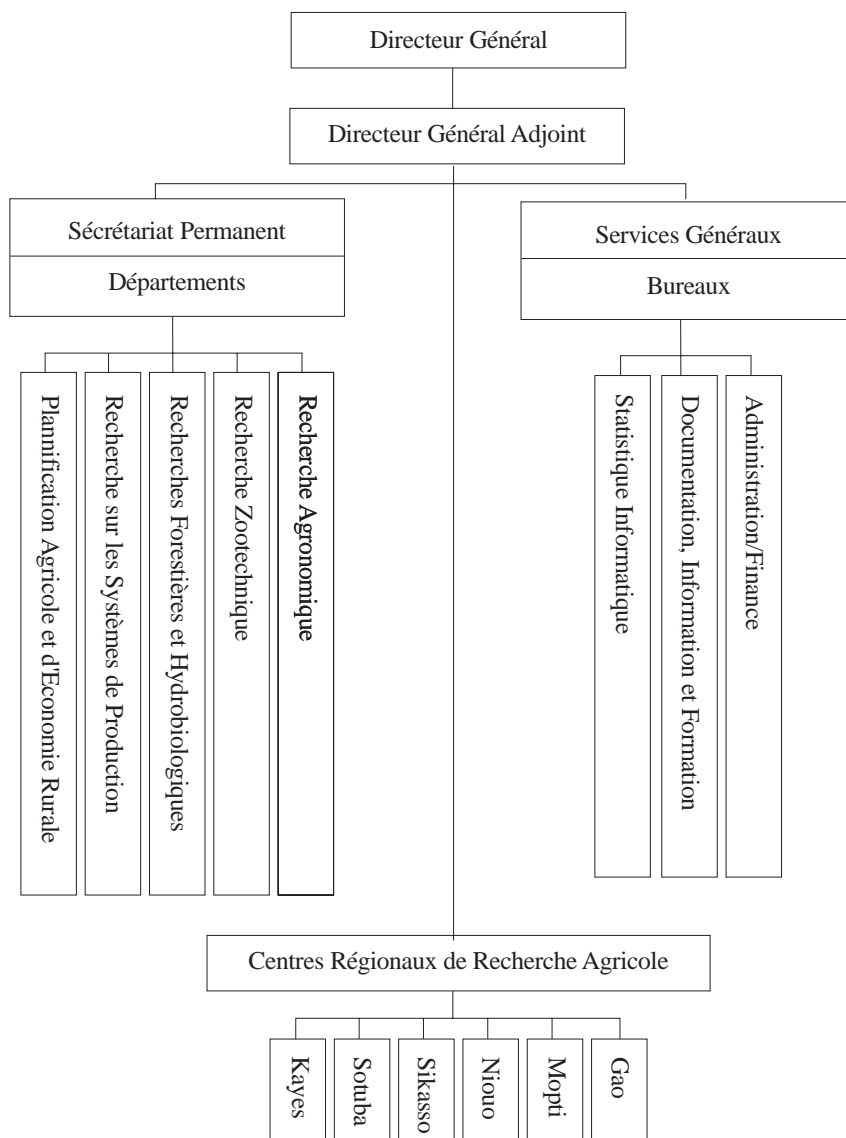 Directeur Général
Directeur Général Adjoint
Sécrétariat Permanent
Départements
Services Généraux
Bureaux
Plannification Agricole et d'Economie Rurale
Recherche sur les Systèmes de Production
Recherches Forestières et Hydrobiologiques
Recherche Zootechnique
Recherche Agronomique
Statistique Informatique
Documentation, Information et Formation
Administration/Finance
Centres Régionaux de Recherche Agricole
Kayes
Sotuba
Sikasso
Niouo
Mopti
Gao